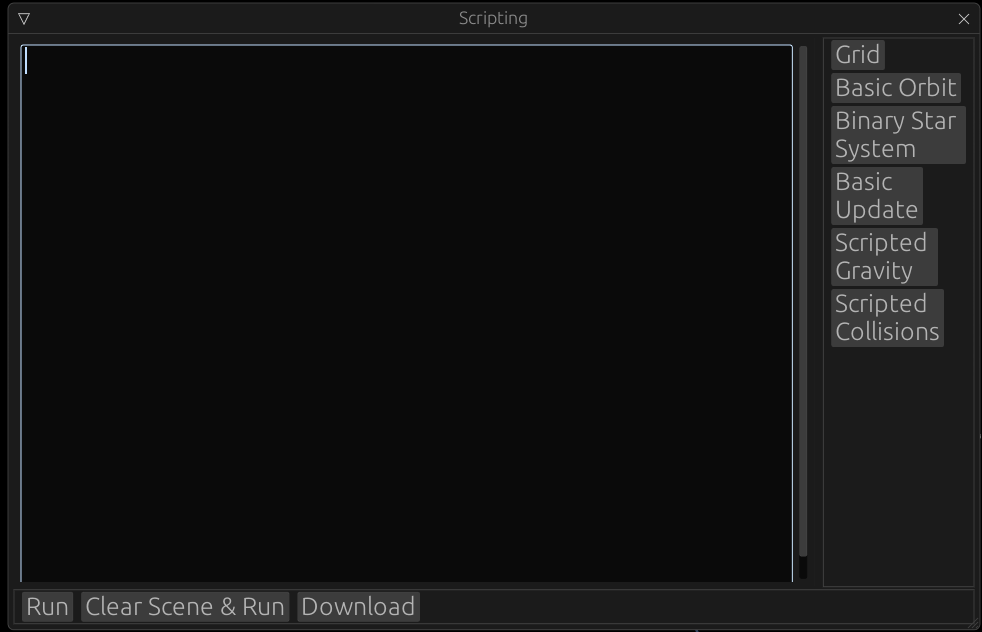 Scripting
Grid
Basic Orbit
Binary Star
System
Basic
Update
Scripted
Gravity
Scripted
Collisions
Run
Clear Scene & Run
Download